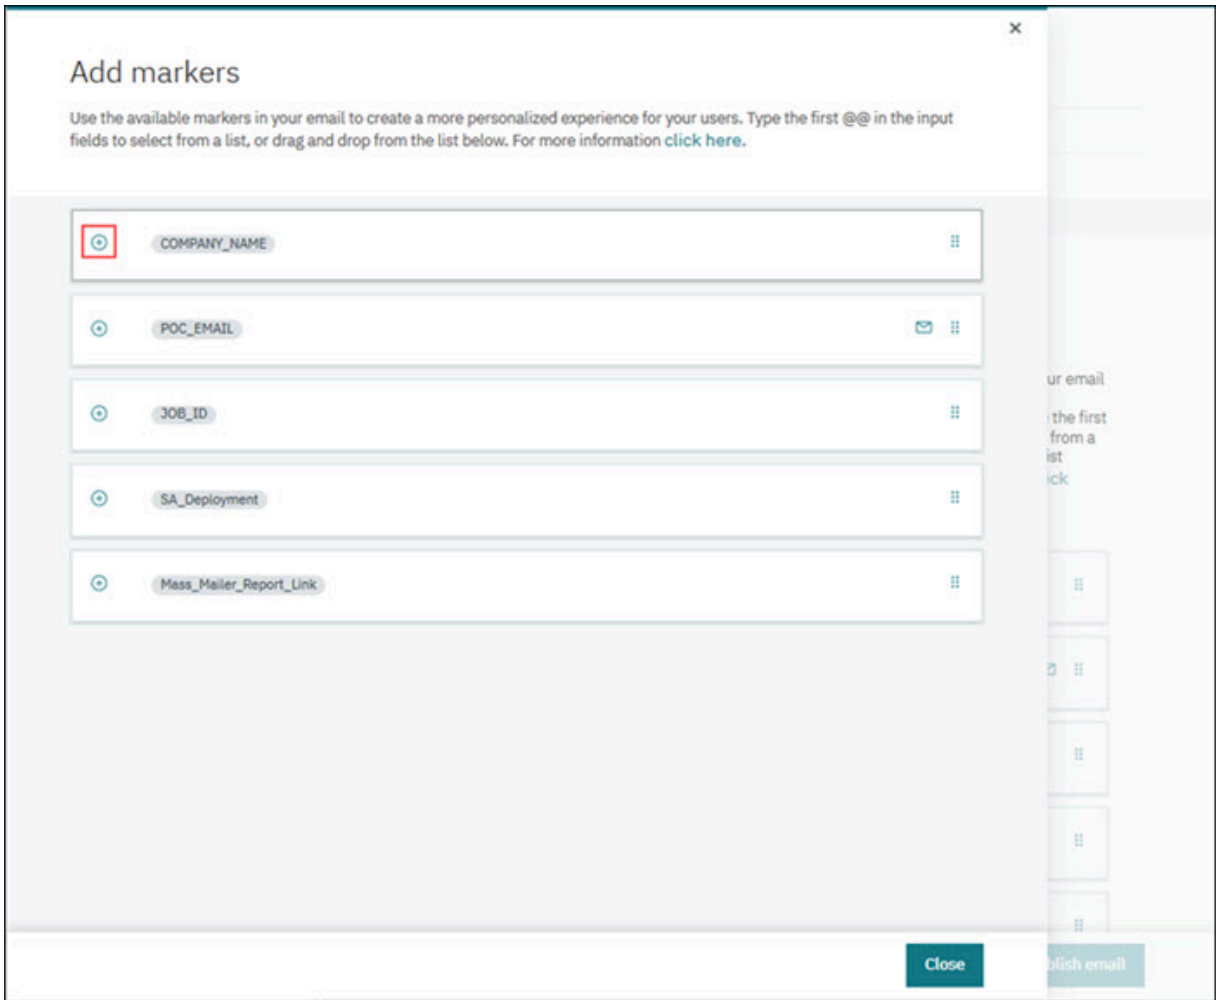 Add markers
Use the available markers in your email to create a more personalized experience for your users. Type the first @@ in the input
fields to select from a list, or drag and drop from the list below. For more information click here.
COMPANY_NAME
POC_EMAIL
JOB_ID
SA_Deployment
Mass_Mailer_Report_Link
ur email
the first
from a
ist
ick
Close
blish email